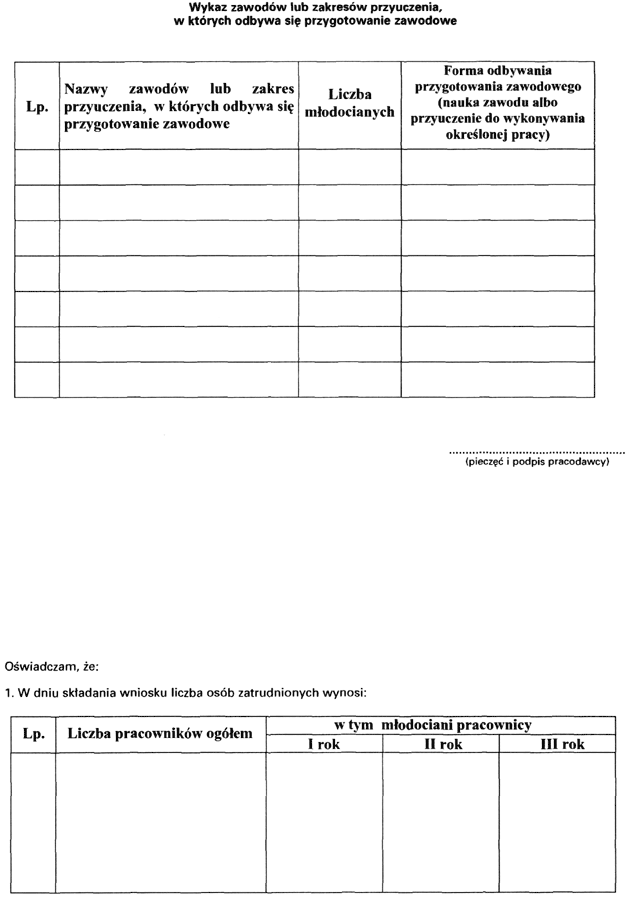 Wykaz zawodów lub zakresów przyuczenia,
w których odbywa się przygotowanie zawodowe
Lp.
Nazwy zawodów lub zakres
przyuczenia, w których odbywa się
przygotowanie zawodowe
Liczba
młodocianych
Forma odbywania
przygotowania zawodowego
(nauka zawodu albo
przyuczenie do wykonywania
określonej pracy)
(pieczęć i podpis pracodawcy)
Oświadczam, że:
1. W dniu składania wniosku liczba osób zatrudnionych wynosi:
Lp.
Liczba pracowników ogółem
w tym młodociani pracownicy
I rok
II rok
III rok